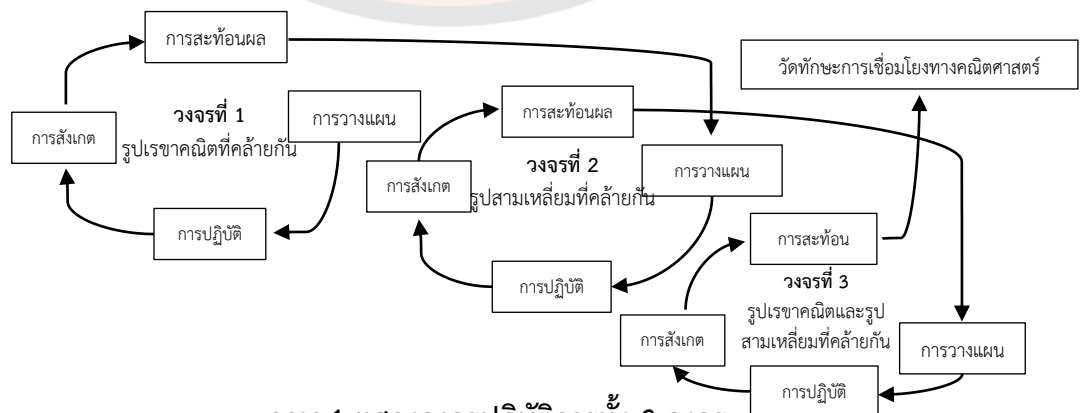 การสะท้อนผล
วัดทักษะการเชื่อมโยงทางคณิตศาสตร์
การสังเกต
วงจรที่ 1
รูปเรขาคณิตที่คล้ายกัน
การวางแผน
การปฏิบัติ
การสะท้อนผล
การสังเกต
วงจรที่ 2
รูปสามเหลี่ยมที่คล้ายกัน
การวางแผน
การปฏิบัติ
การสะท้อน
วงจรที่ 3
รูปเรขาคณิตและรูป
สามเหลี่ยมที่คล้ายกัน
การสังเกต
การวางแผน
การปฏิบัติ